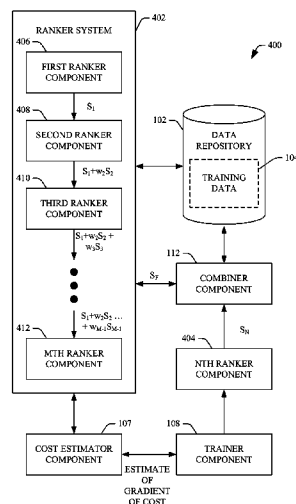 RANKER SYSTEM
402
400
406
FIRST RANKER
COMPONENT
S1
408
SECOND RANKER
COMPONENT
S1+w2S2
410
THIRD RANKER
COMPONENT
S1+w2S2 +
w3S3
S1+w2S2 ...
+ wM-1SM-1
412
MTH RANKER
COMPONENT
102
DATA
REPOSITORY
104
TRAINING
DATA
112
COMBINER
COMPONENT
SF
SN
404
NTH RANKER
COMPONENT
107
COST ESTIMATOR
COMPONENT
108
TRAINER
COMPONENT
ESTIMATE
OF
GRADIENT
OF COST